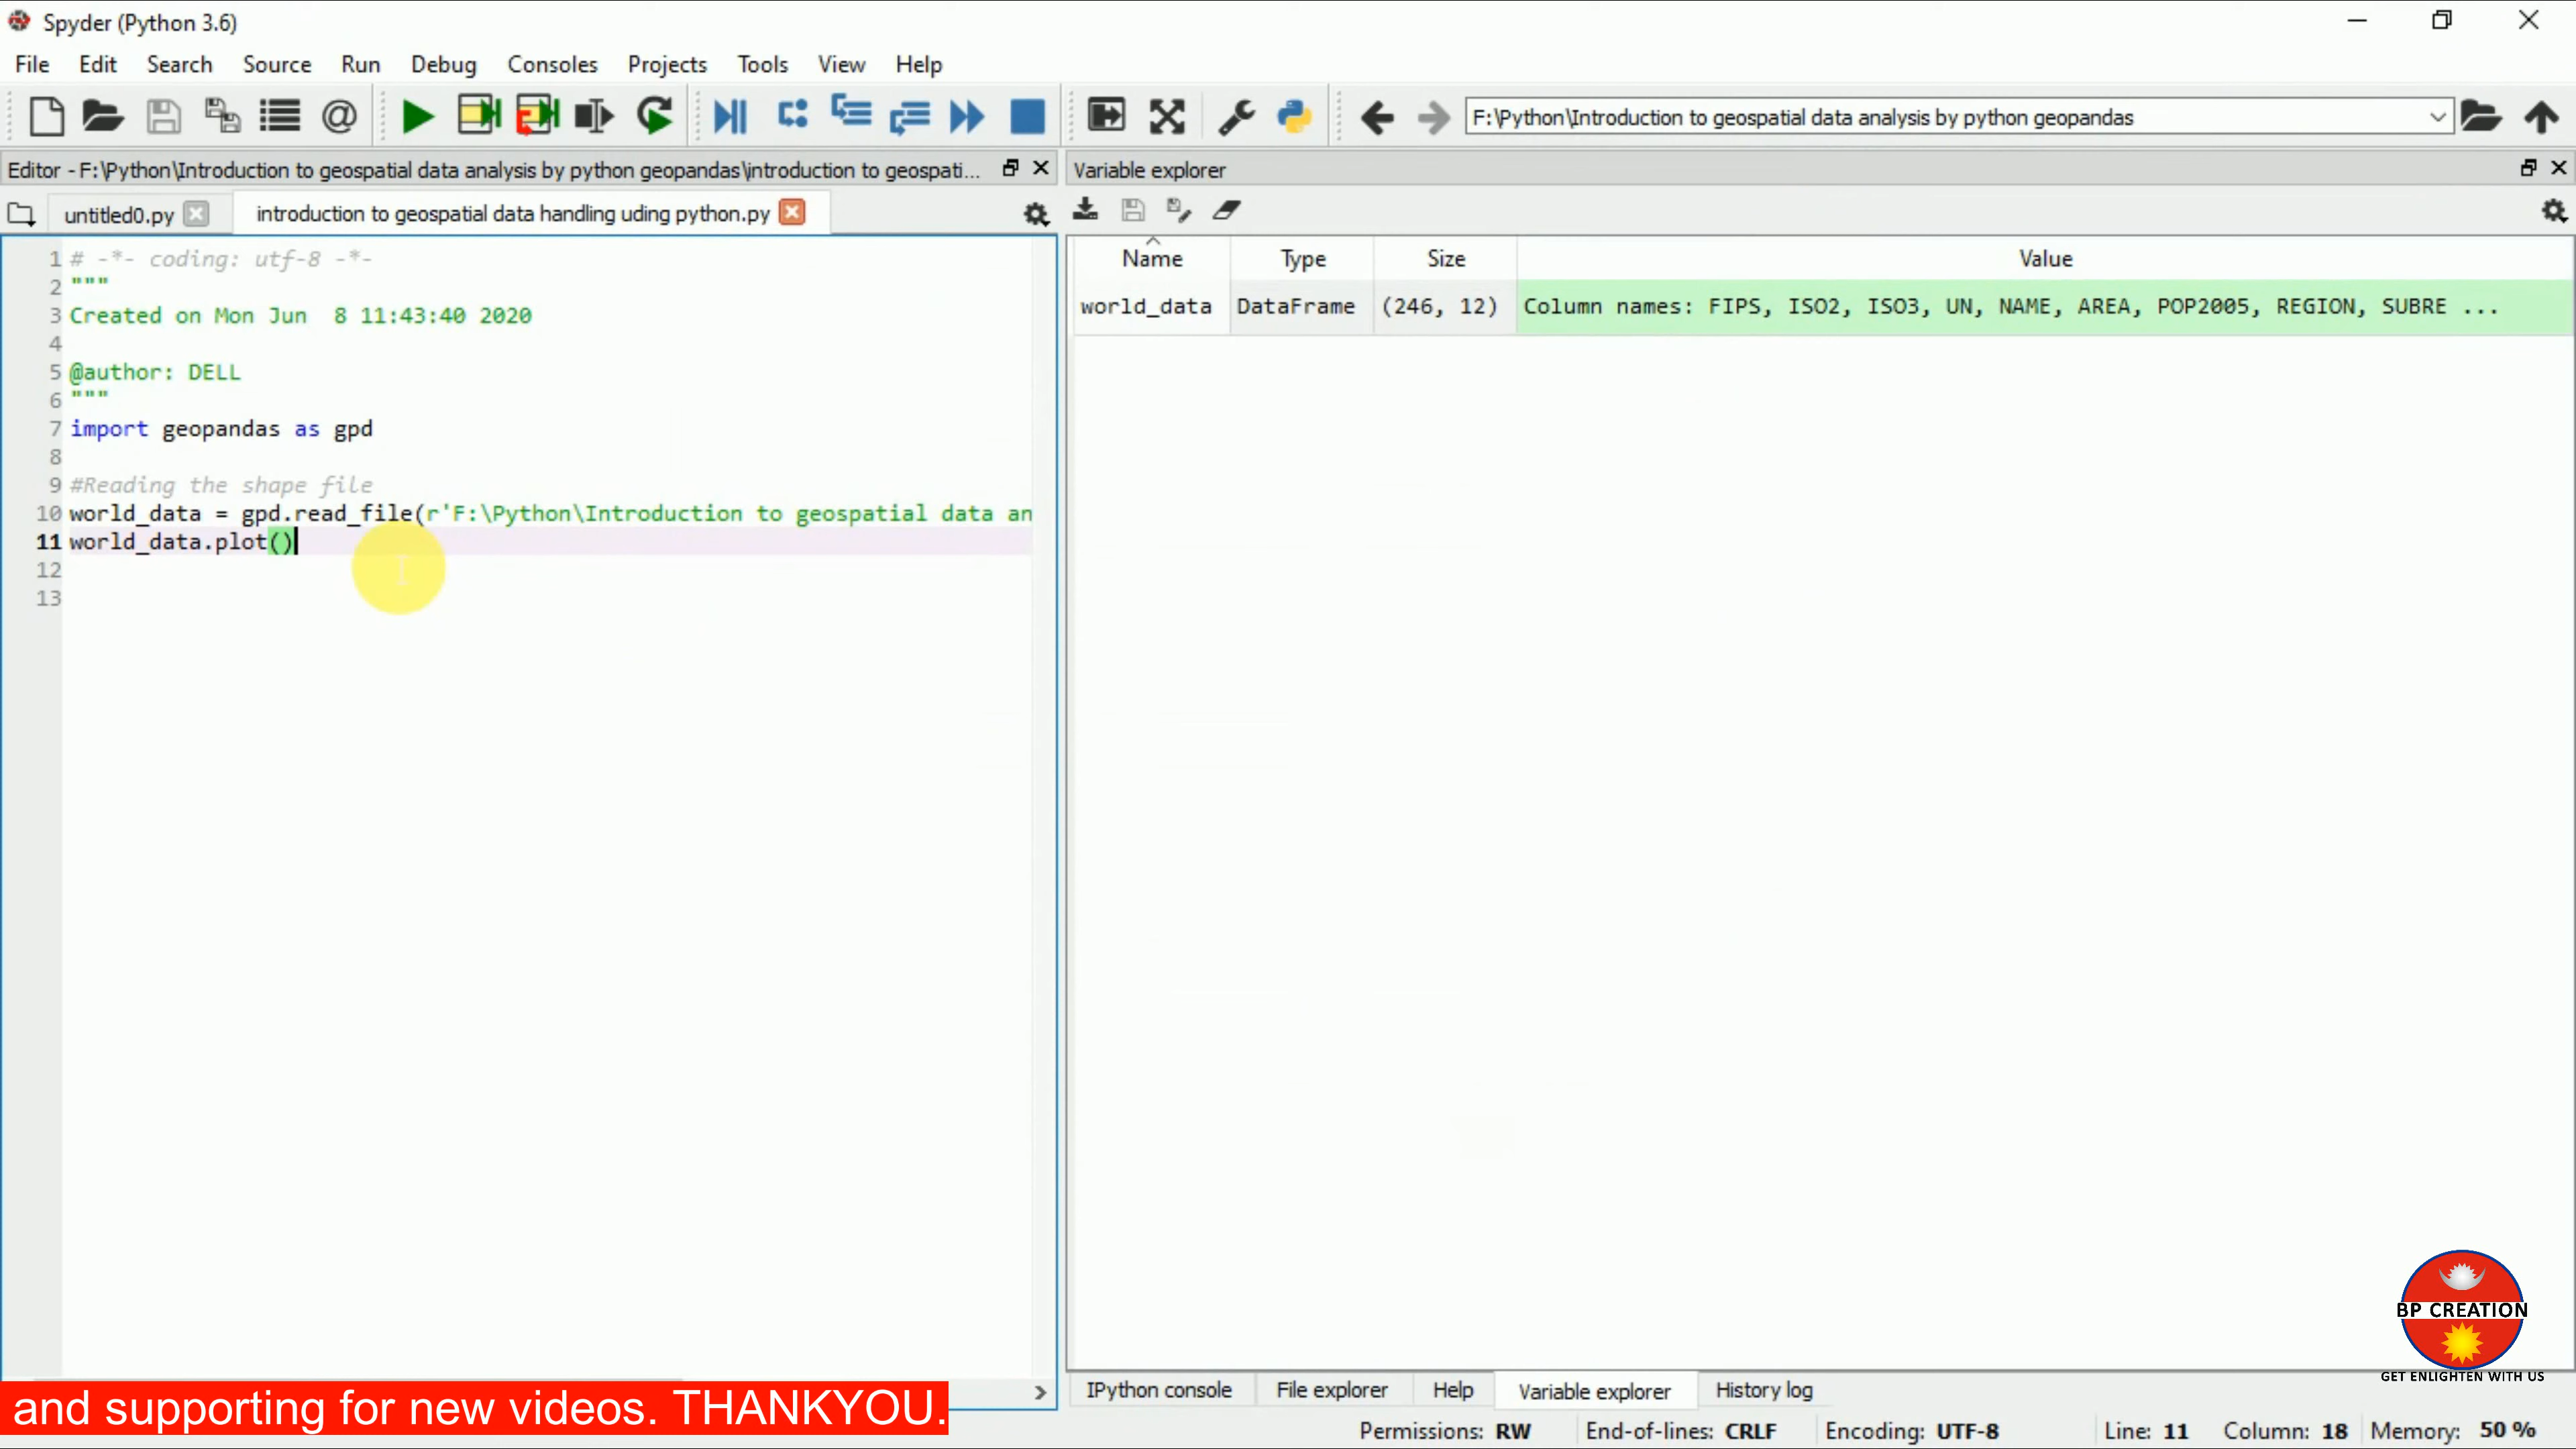 Spyder (Python 3.6)
File Edit Search Source Run Debug Consoles Projects Tools View Help
F:\Python\Introduction to geospatial data analysis by python geopandas
Editor - F:\Python\Introduction to geospatial data analysis by python geopandas\introduction to geospati...
Variable explorer
untitled0.py
introduction to geospatial data handling uding python.py
1 # -*- coding: utf-8 -*-
2 """
3 Created on Mon Jun  8 11:43:40 2020
4
5 @author: DELL
6 """
7 import geopandas as gpd
8
9 #Reading the shape file
10 world_data = gpd.read_file(r'F:\Python\Introduction to geospatial data an
11 world_data.plot()
12
13
Name Type Size Value
world_data DataFrame (246, 12) Column names: FIPS, ISO2, ISO3, UN, NAME, AREA, POP2005, REGION, SUBRE ...
BP CREATION
GET ENLIGHTEN WITH US
IPython console File explorer Help Variable explorer History log
and supporting for new videos. THANKYOU.
Permissions: RW End-of-lines: CRLF Encoding: UTF-8 Line: 11 Column: 18 Memory: 50 %